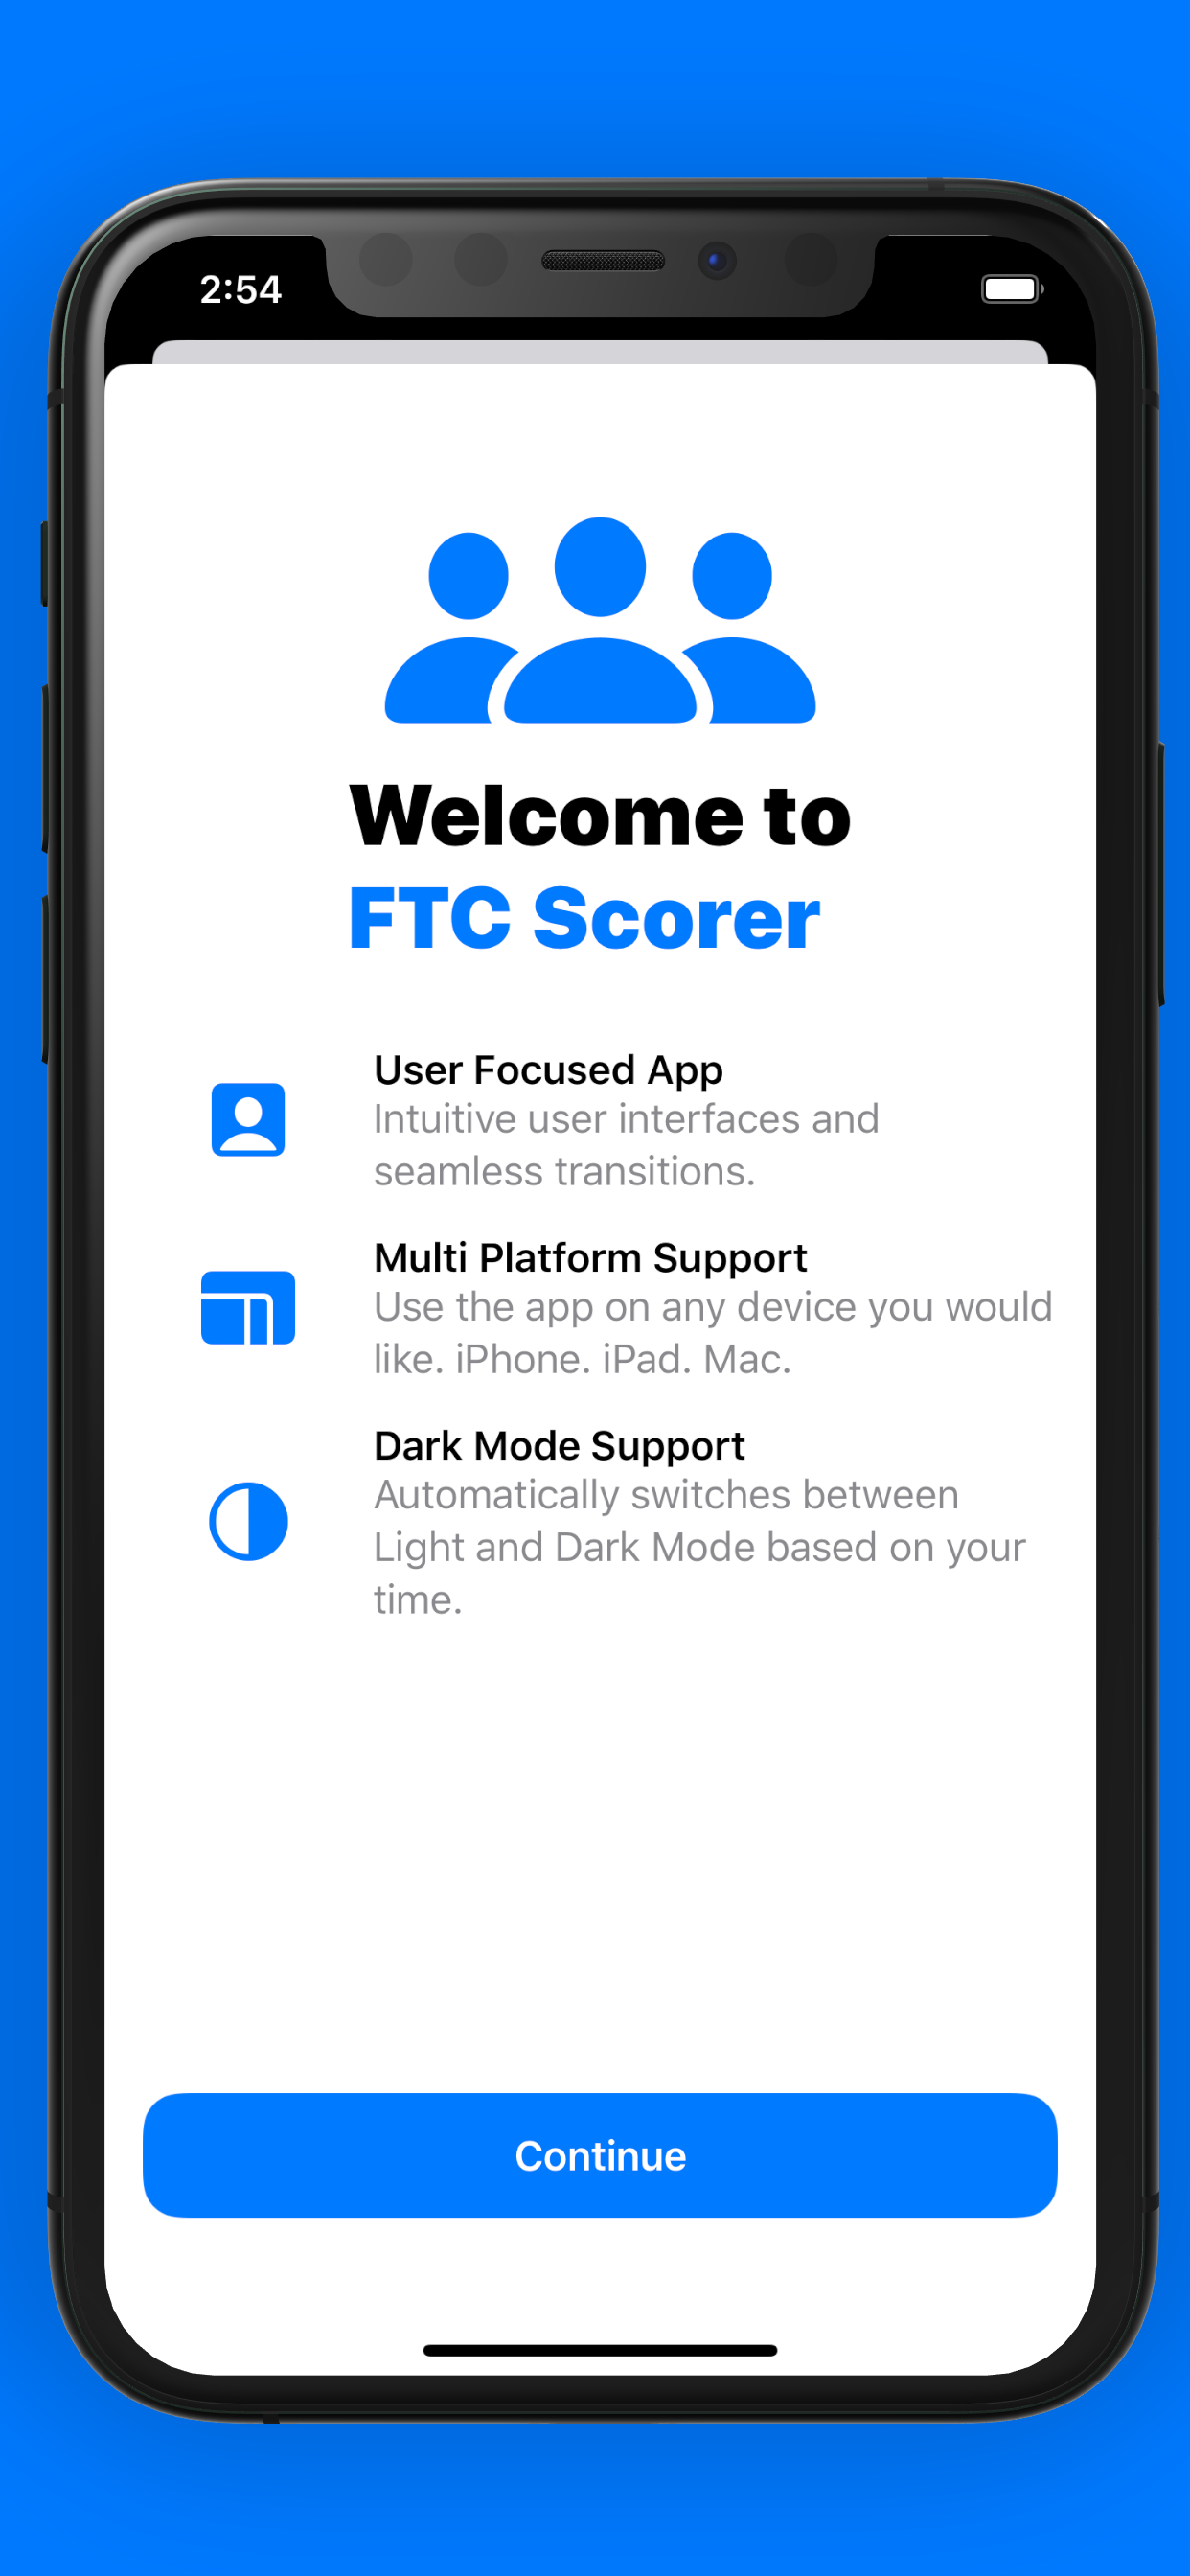 2:54
Welcome to
FTC Scorer
User Focused App
Intuitive user interfaces and
seamless transitions.
Multi Platform Support
Use the app on any device you would
like. iPhone. iPad. Mac.
Dark Mode Support
Automatically switches between
Light and Dark Mode based on your
time.
Continue